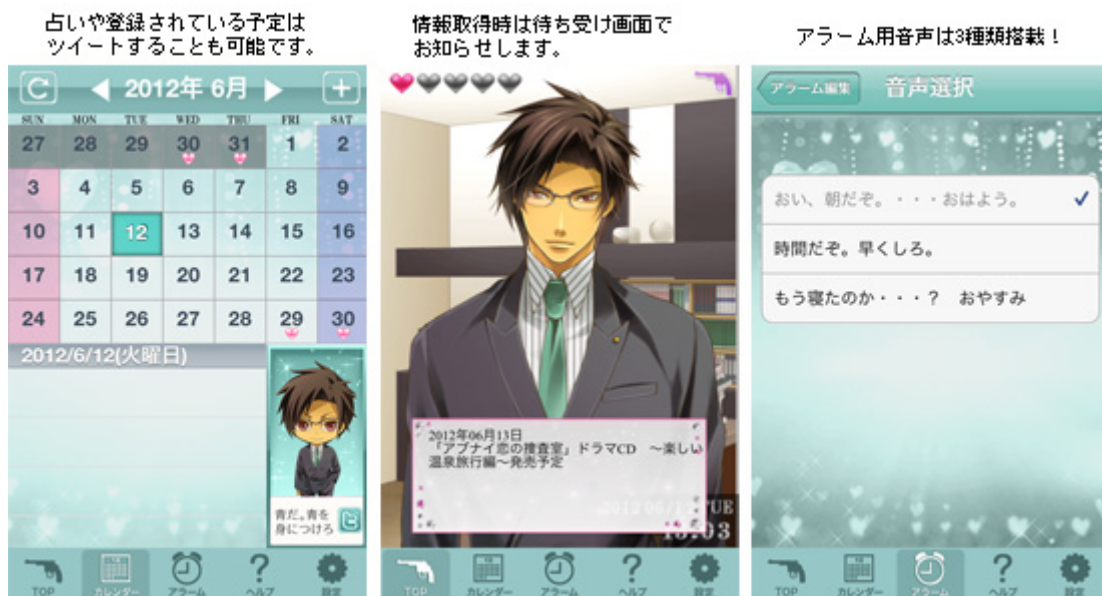 占いや登録されている予定は
ツイートすることも可能です。
2012年 6月
SUN MON TUE WED THU FRI SAT
27 28 29 30 31 1 2
3 4 5 6 7 8 9
10 11 12 13 14 15 16
17 18 19 20 21 22 23
24 25 26 27 28 29 30
2012/6/12(火曜日)
青だ。青を
身につけろ
TOP カレンダー アラーム ヘルプ 設定
情報取得時は待ち受け画面で
お知らせします。
2012年06月13日
「アブナイ恋の捜査室」ドラマCD ～楽しい
温泉旅行編～発売予定
TUE
TOP カレンダー アラーム ヘルプ 設定
アラーム用音声は3種類搭載！
アラーム編集 音声選択
おい、朝だぞ。・・・おはよう。
時間だぞ。早くしろ。
もう寝たのか・・・？ おやすみ
TOP カレンダー アラーム ヘルプ 設定